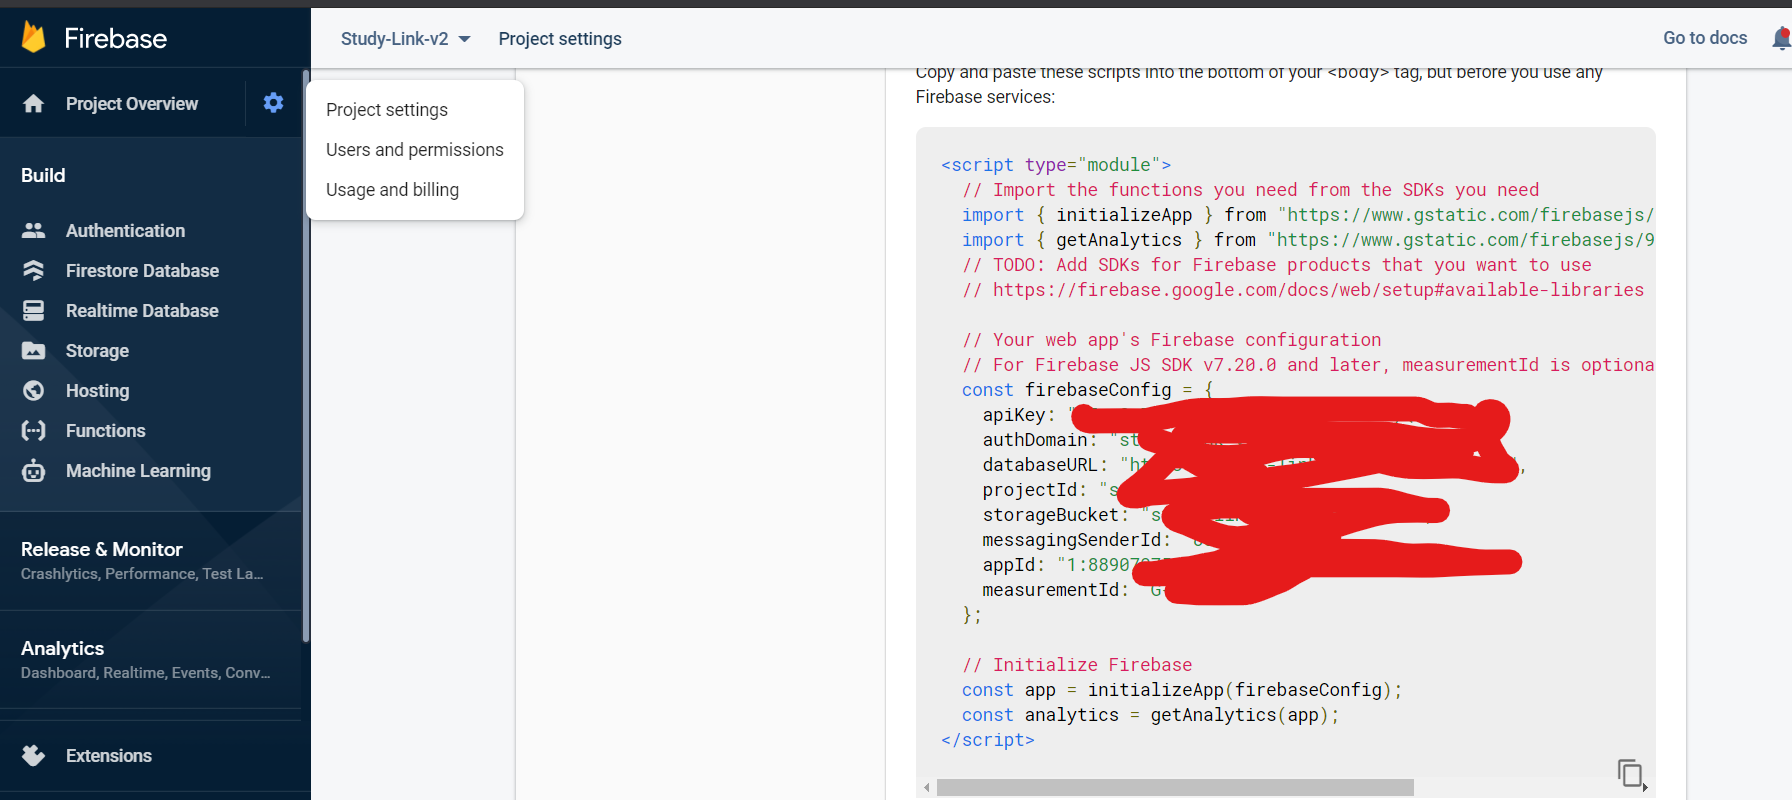 Firebase
Study-Link-v2
Project settings
Go to docs
Project Overview
Project settings
Users and permissions
Usage and billing
Build
Authentication
Firestore Database
Realtime Database
Storage
Hosting
Functions
Machine Learning
Release & Monitor
Crashlytics, Performance, Test La...
Analytics
Dashboard, Realtime, Events, Conv...
Extensions
Copy and paste these scripts into the bottom of your <body> tag, but before you use any
Firebase services:
<script type="module">
// Import the functions you need from the SDKs you need
import { initializeApp } from "https://www.gstatic.com/firebasejs/
import { getAnalytics } from "https://www.gstatic.com/firebasejs/9
// TODO: Add SDKs for Firebase products that you want to use
// https://firebase.google.com/docs/web/setup#available-libraries
// Your web app's Firebase configuration
// For Firebase JS SDK v7.20.0 and later, measurementId is optiona
const firebaseConfig = {
apiKey: "
authDomain: "st
databaseURL: "ht
projectId: "s
storageBucket: "s
messagingSenderId:
appId: "1:88907
measurementId: "G
};
// Initialize Firebase
const app = initializeApp(firebaseConfig);
const analytics = getAnalytics(app);
</script>